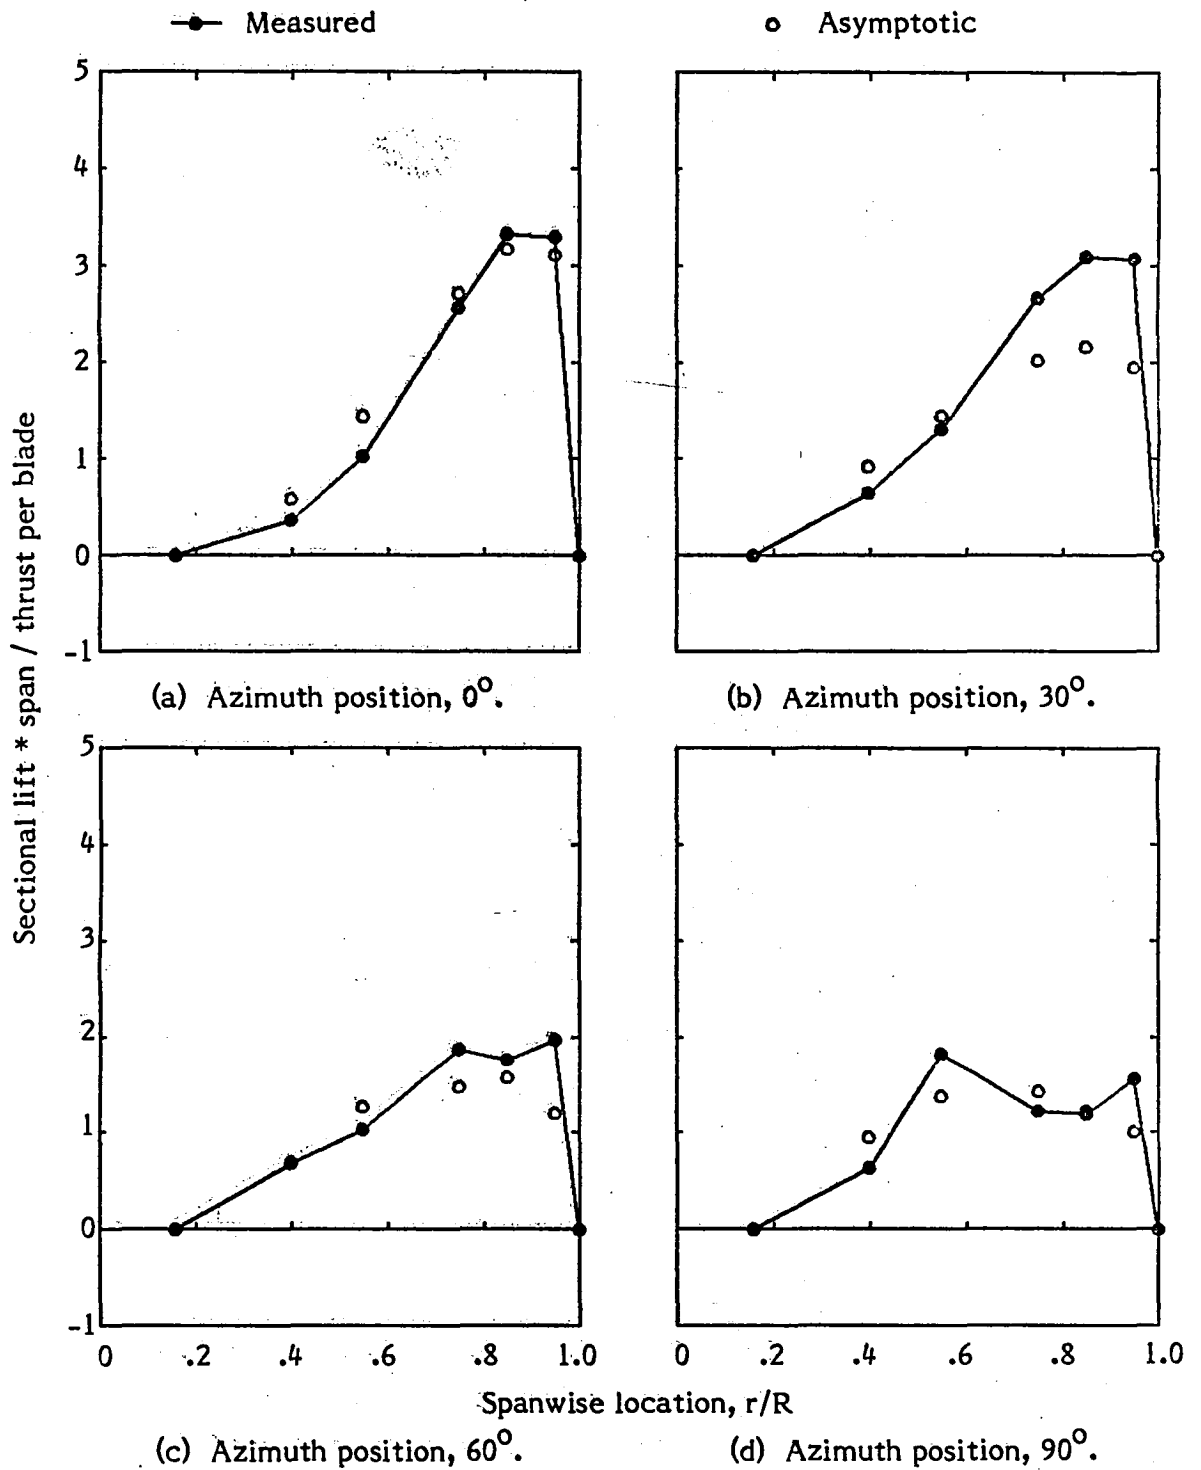 Measured
Asymptotic
5
4
3
2
1
0
-1
(a) Azimuth position, 0°.
(b) Azimuth position, 30°.
Sectional lift * span / thrust per blade
5
4
3
2
1
0
-1
0 .2 .4 .6 .8 1.0
0 .2 .4 .6 .8 1.0
Spanwise location, r/R
(c) Azimuth position, 60°.
(d) Azimuth position, 90°.